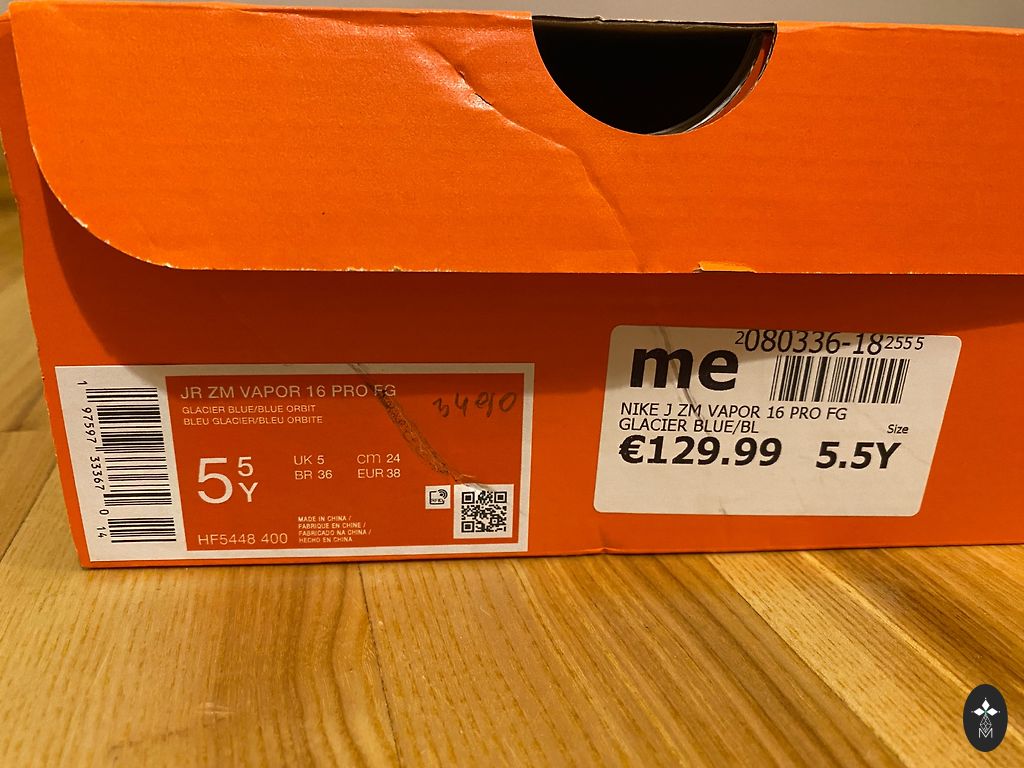 JR ZM VAPOR 16 PRO FG
GLACIER BLUE/BLUE ORBIT
BLEU GLACIER/BLEU ORBITE
3490
5 5 Y
UK 5 cm 24
BR 36 EUR 38
MADE IN CHINA /
FABRIQUE EN CHINE /
FABRICADO NA CHINA /
HECHO EN CHINA
HF5448 400
1 97597 33367 0 14
me
2080336-182555
NIKE J ZM VAPOR 16 PRO FG
GLACIER BLUE/BL
Size
€129.99 5.5Y
M